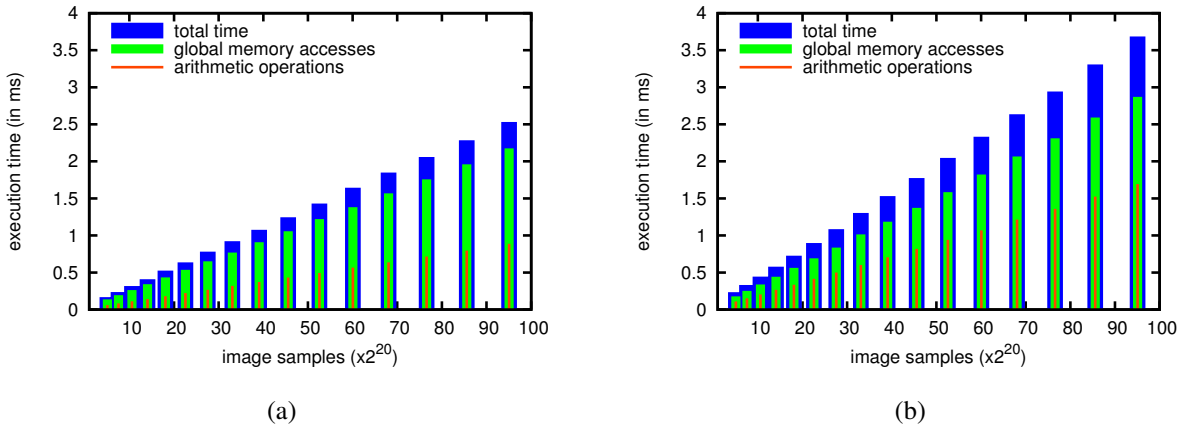 4
3.5
3
2.5
2
1.5
1
0.5
0
execution time (in ms)
total time
global memory accesses
arithmetic operations
10 20 30 40 50 60 70 80 90 100
image samples (x2^20)
(a)
4
3.5
3
2.5
2
1.5
1
0.5
0
execution time (in ms)
total time
global memory accesses
arithmetic operations
10 20 30 40 50 60 70 80 90 100
image samples (x2^20)
(b)